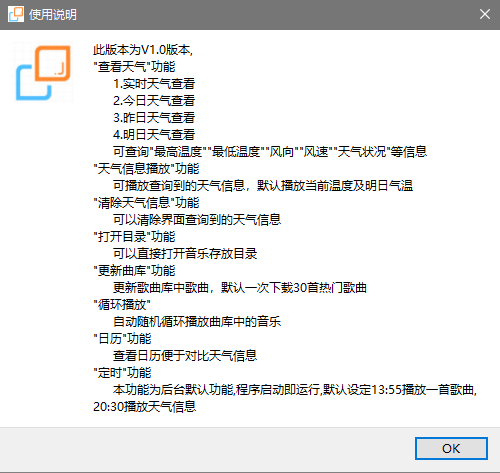 使用说明
此版本为V1.0版本,
"查看天气"功能
1.实时天气查看
2.今日天气查看
3.昨日天气查看
4.明日天气查看
可查询"最高温度""最低温度""风向""风速""天气状况"等信息
"天气信息播放"功能
可播放查询到的天气信息，默认播放当前温度及明日气温
"清除天气信息"功能
可以清除界面查询到的天气信息
"打开目录"功能
可以直接打开音乐存放目录
"更新曲库"功能
更新歌曲库中歌曲，默认一次下载30首热门歌曲
"循环播放"
自动随机循环播放曲库中的音乐
"日历"功能
查看日历便于对比天气信息
"定时"功能
本功能为后台默认功能,程序启动即运行,默认设定13:55播放一首歌曲,
20:30播放天气信息
OK